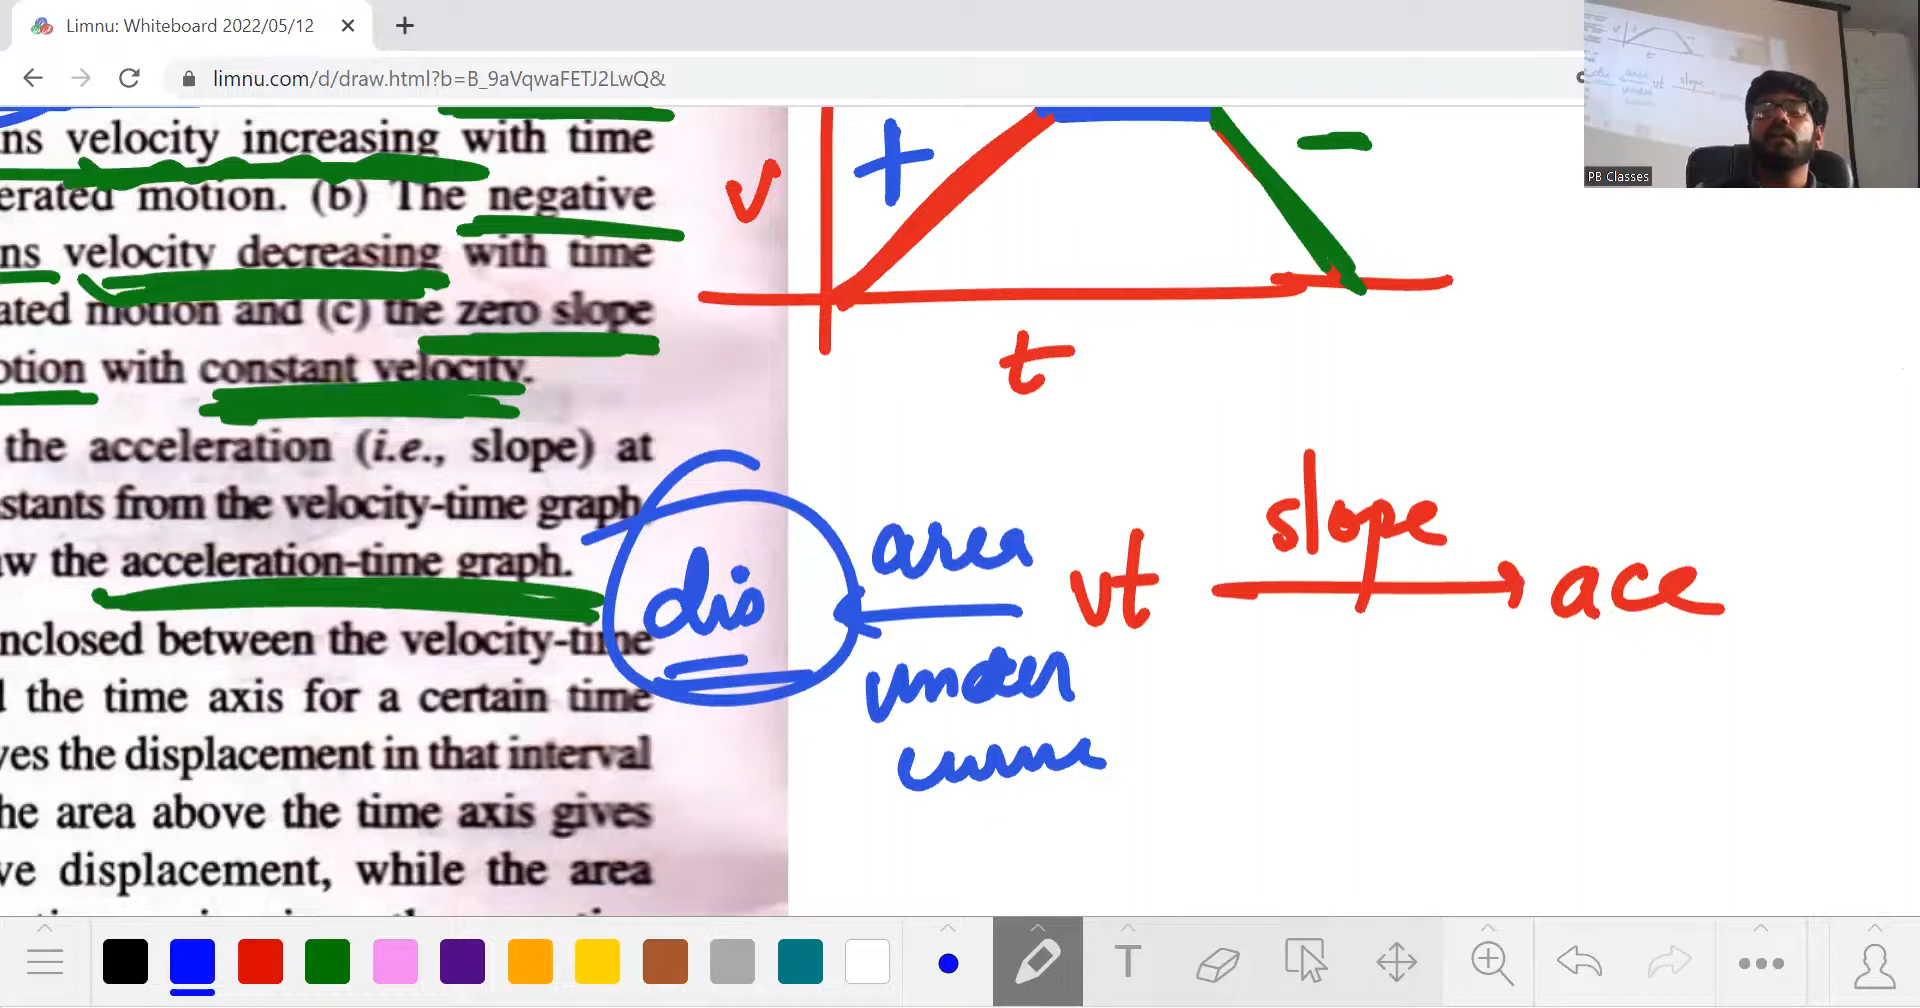 Limnu: Whiteboard 2022/05/12
limnu.com/d/draw.html?b=B_9aVqwaFETJ2LwQ&
PB Classes
ns velocity increasing with time
erated motion. (b) The negative
ns velocity decreasing with time
ated motion and (c) the zero slope
otion with constant velocity.
the acceleration (i.e., slope) at
stants from the velocity-time graph
w the acceleration-time graph.
nclosed between the velocity-time
the time axis for a certain time
ves the displacement in that interval
he area above the time axis gives
ve displacement, while the area
+
−
v
t
dis
area
under
curve
vt
slope
acc
T